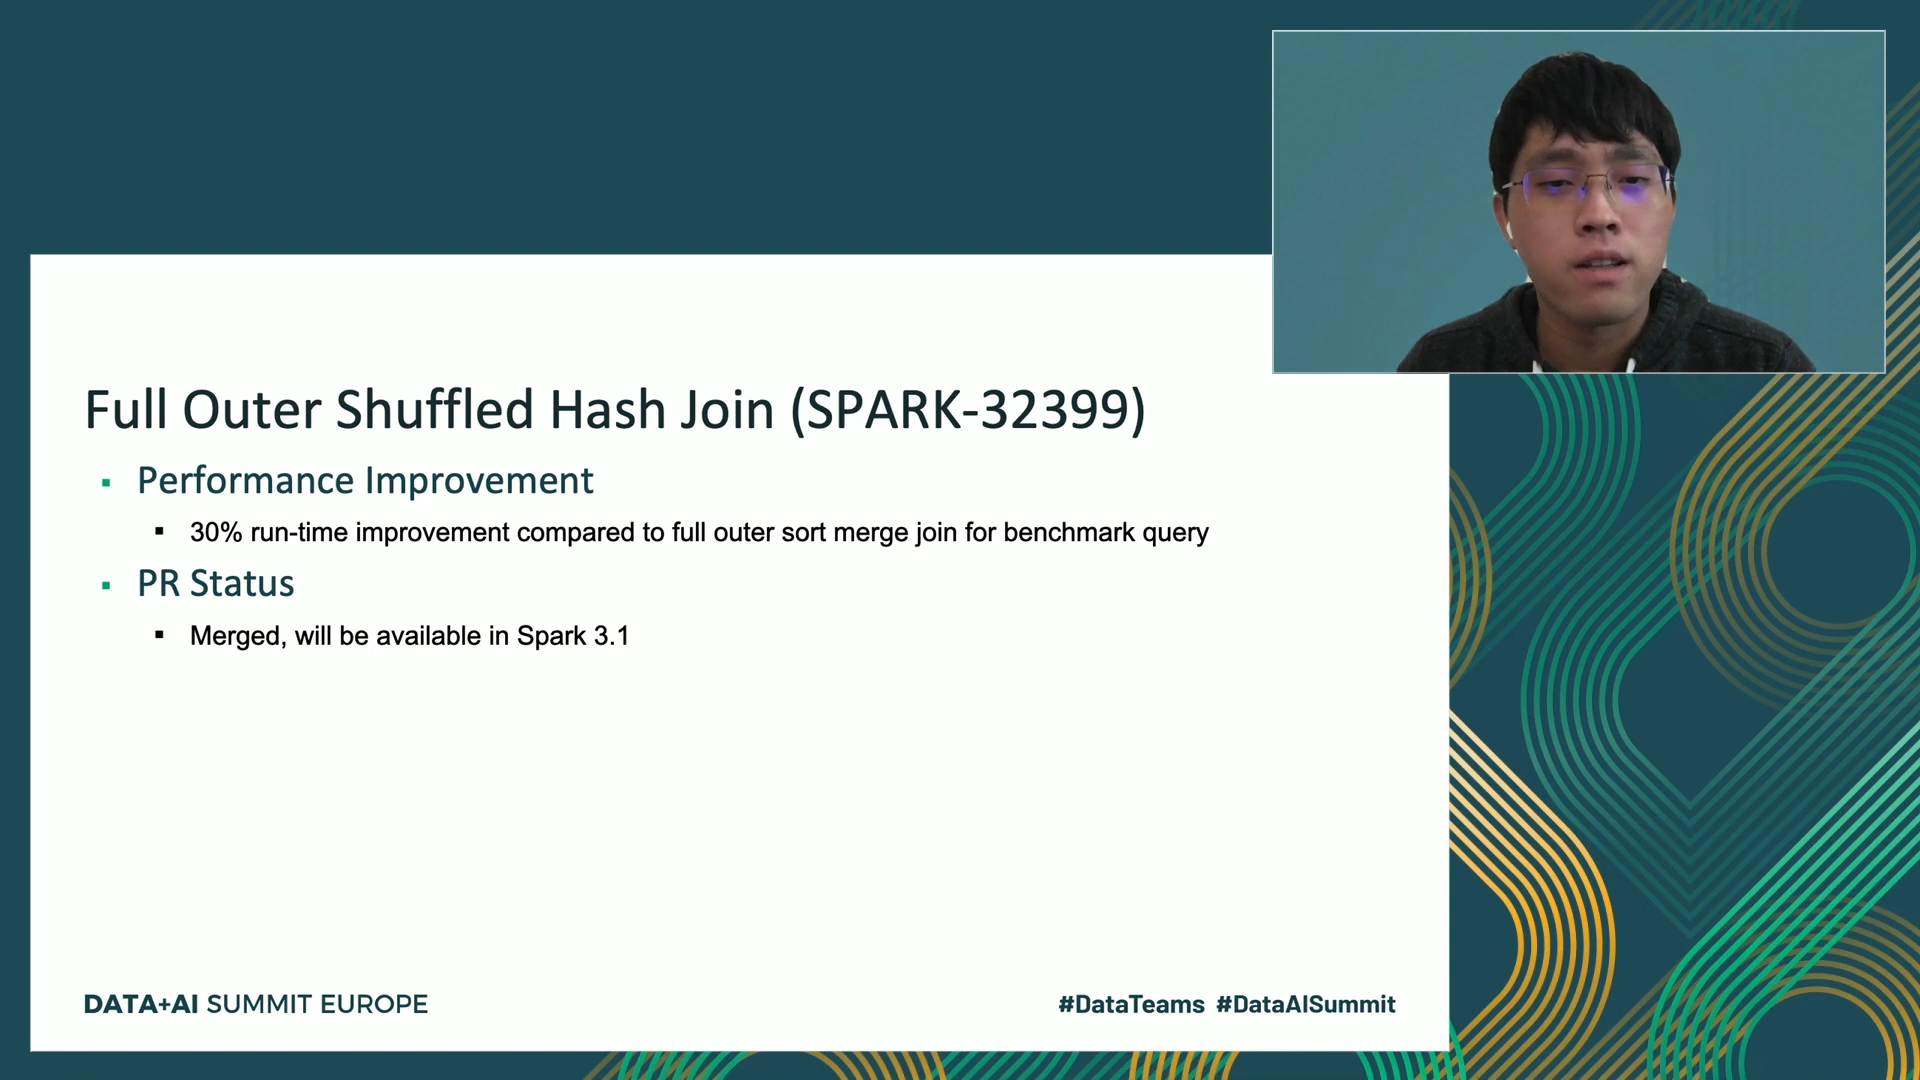 Full Outer Shuffled Hash Join (SPARK-32399)
Performance Improvement
30% run-time improvement compared to full outer sort merge join for benchmark query
PR Status
Merged, will be available in Spark 3.1
DATA+AI SUMMIT EUROPE
#DataTeams #DataAISummit